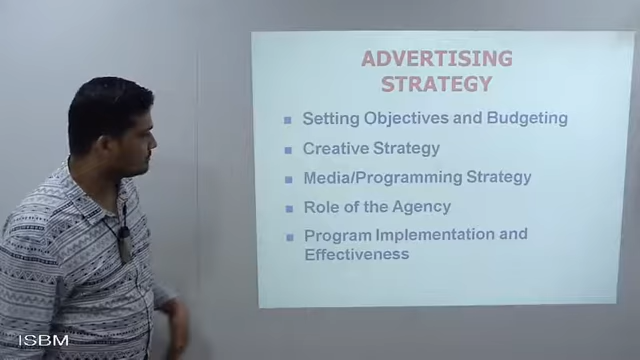 ADVERTISING
STRATEGY
Setting Objectives and Budgeting
Creative Strategy
Media/Programming Strategy
Role of the Agency
Program Implementation and
Effectiveness
ISBM